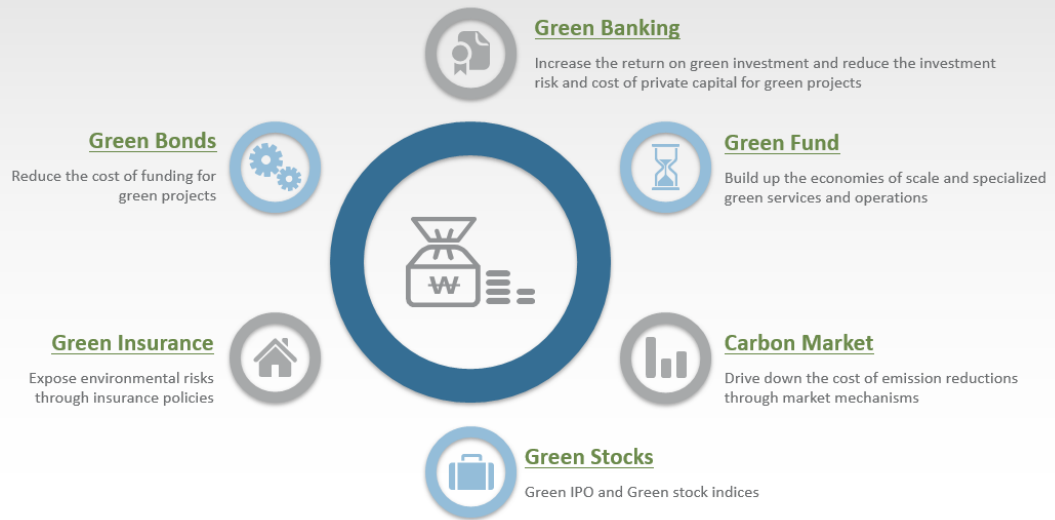 Green Banking
Increase the return on green investment and reduce the investment
risk and cost of private capital for green projects
Green Bonds
Reduce the cost of funding for
green projects
Green Fund
Build up the economies of scale and specialized
green services and operations
₩
Green Insurance
Expose environmental risks
through insurance policies
Carbon Market
Drive down the cost of emission reductions
through market mechanisms
Green Stocks
Green IPO and Green stock indices